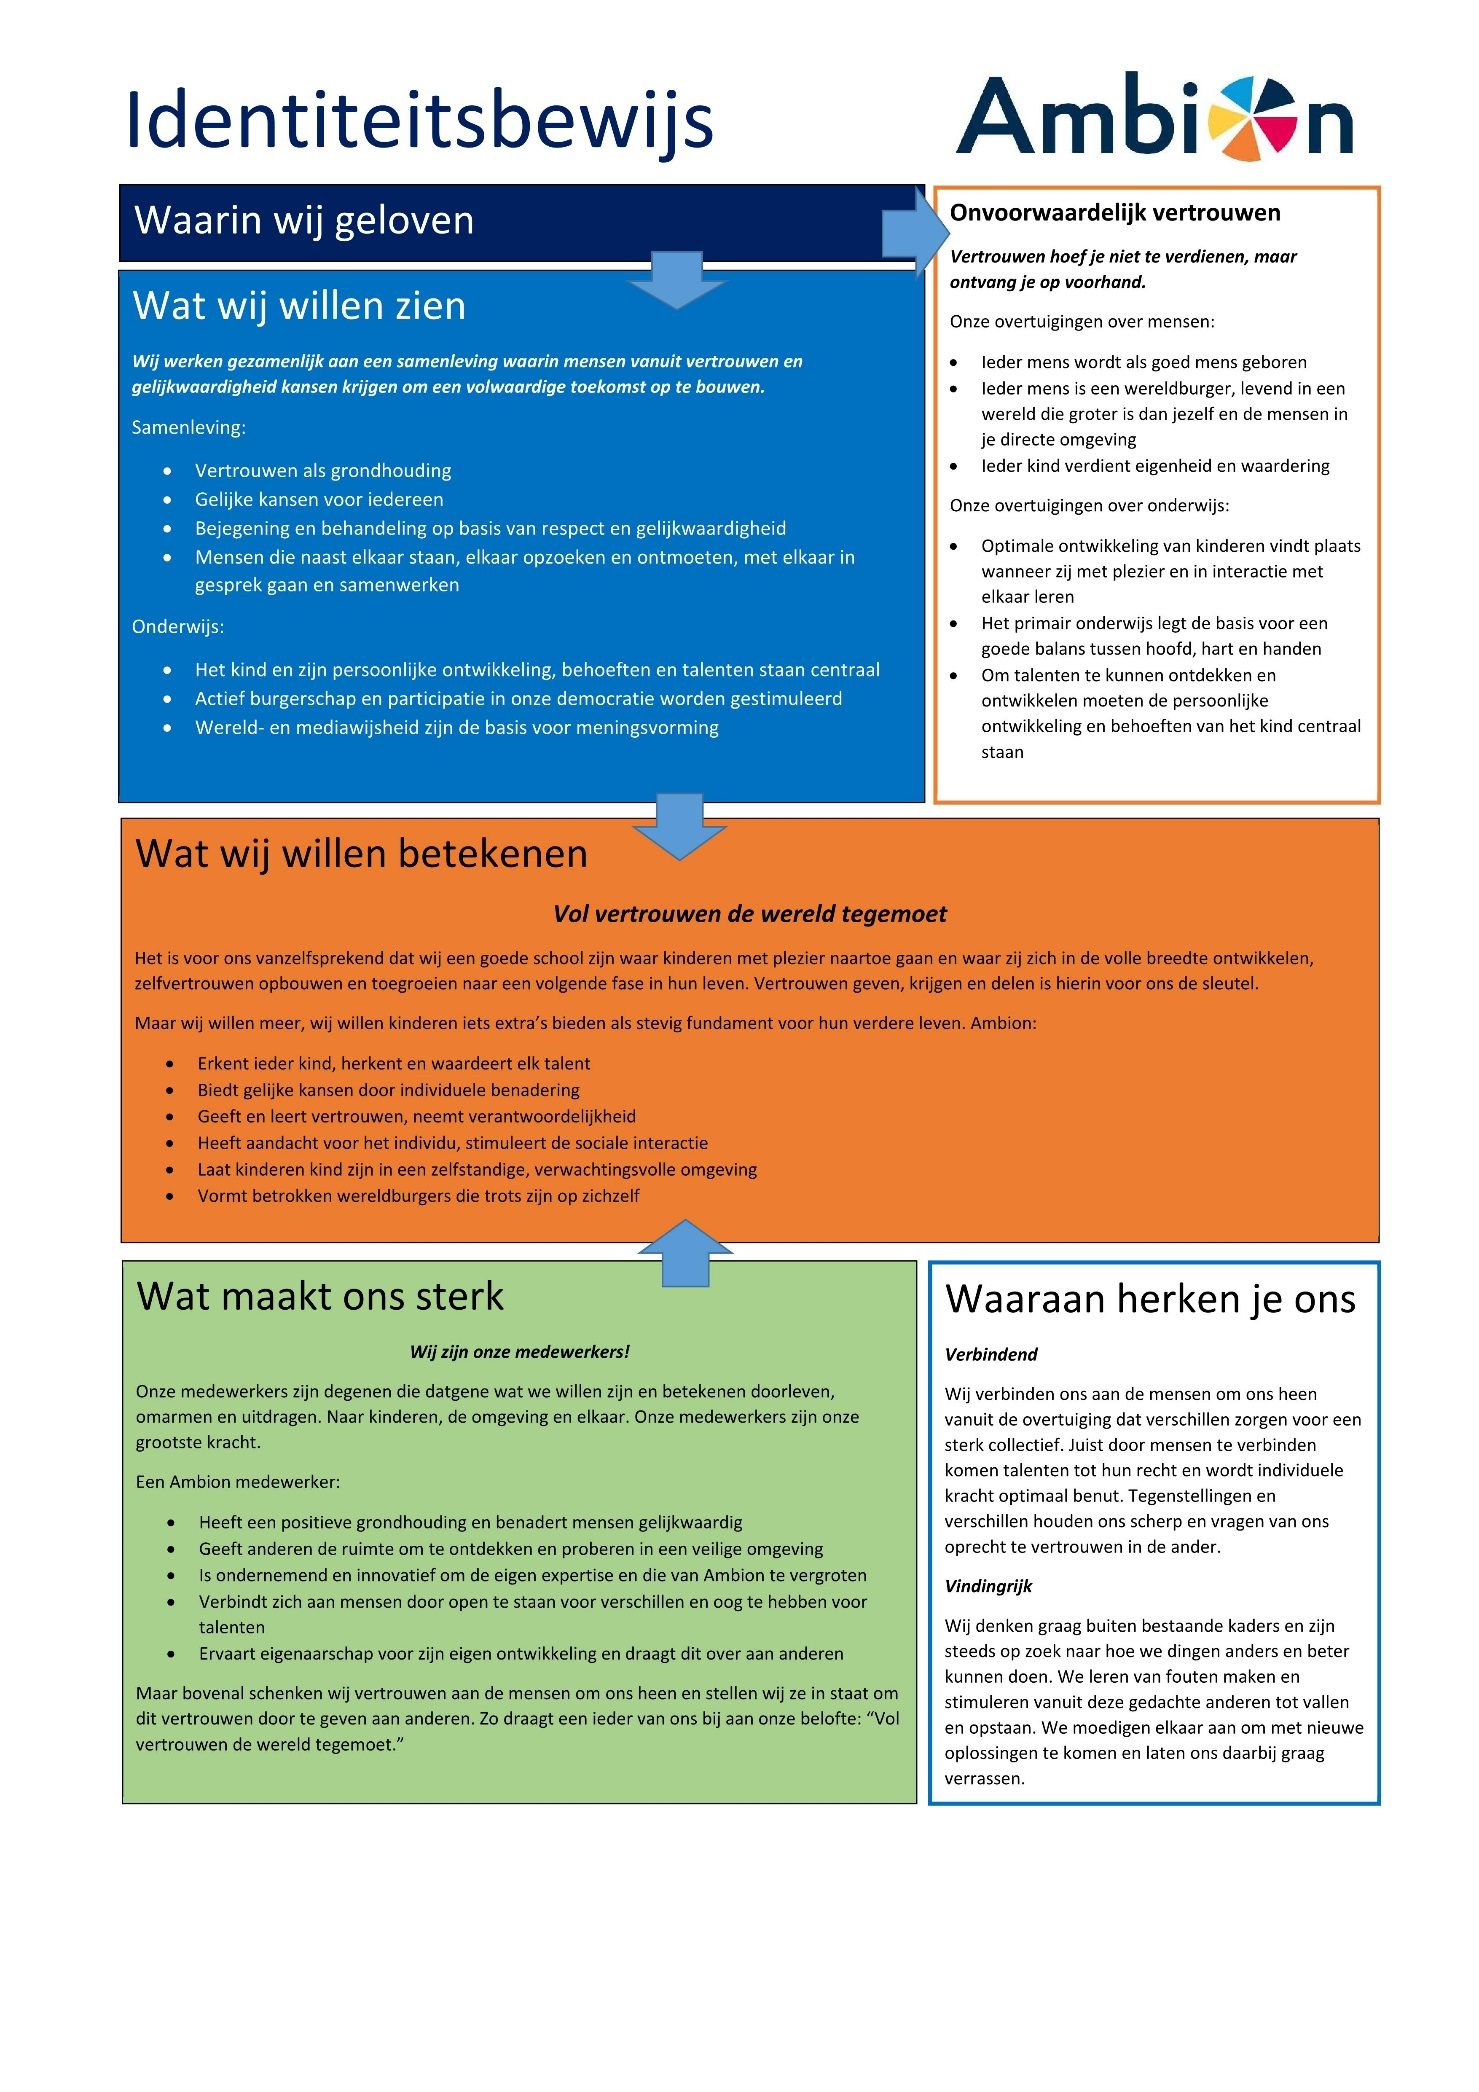 Identiteitsbewijs
Ambion
Waarin wij geloven
Onvoorwaardelijk vertrouwen
Vertrouwen hoef je niet te verdienen, maar
ontvang je op voorhand.
Onze overtuigingen over mensen:
• Ieder mens wordt als goed mens geboren
• Ieder mens is een wereldburger, levend in een
wereld die groter is dan jezelf en de mensen in
je directe omgeving
• Ieder kind verdient eigenheid en waardering
Onze overtuigingen over onderwijs:
• Optimale ontwikkeling van kinderen vindt plaats
wanneer zij met plezier en in interactie met
elkaar leren
• Het primair onderwijs legt de basis voor een
goede balans tussen hoofd, hart en handen
• Om talenten te kunnen ontdekken en
ontwikkelen moeten de persoonlijke
ontwikkeling en behoeften van het kind centraal
staan
Wat wij willen zien
Wij werken gezamenlijk aan een samenleving waarin mensen vanuit vertrouwen en
gelijkwaardigheid kansen krijgen om een volwaardige toekomst op te bouwen.
Samenleving:
• Vertrouwen als grondhouding
• Gelijke kansen voor iedereen
• Bejegening en behandeling op basis van respect en gelijkwaardigheid
• Mensen die naast elkaar staan, elkaar opzoeken en ontmoeten, met elkaar in
gesprek gaan en samenwerken
Onderwijs:
• Het kind en zijn persoonlijke ontwikkeling, behoeften en talenten staan centraal
• Actief burgerschap en participatie in onze democratie worden gestimuleerd
• Wereld- en mediawijsheid zijn de basis voor meningsvorming
Wat wij willen betekenen
Vol vertrouwen de wereld tegemoet
Het is voor ons vanzelfsprekend dat wij een goede school zijn waar kinderen met plezier naartoe gaan en waar zij zich in de volle breedte ontwikkelen,
zelfvertrouwen opbouwen en toegroeien naar een volgende fase in hun leven. Vertrouwen geven, krijgen en delen is hierin voor ons de sleutel.
Maar wij willen meer, wij willen kinderen iets extra’s bieden als stevig fundament voor hun verdere leven. Ambion:
• Erkent ieder kind, herkent en waardeert elk talent
• Biedt gelijke kansen door individuele benadering
• Geeft en leert vertrouwen, neemt verantwoordelijkheid
• Heeft aandacht voor het individu, stimuleert de sociale interactie
• Laat kinderen kind zijn in een zelfstandige, verwachtingsvolle omgeving
• Vormt betrokken wereldburgers die trots zijn op zichzelf
Wat maakt ons sterk
Wij zijn onze medewerkers!
Onze medewerkers zijn degenen die datgene wat we willen zijn en betekenen doorleven,
omarmen en uitdragen. Naar kinderen, de omgeving en elkaar. Onze medewerkers zijn onze
grootste kracht.
Een Ambion medewerker:
• Heeft een positieve grondhouding en benadert mensen gelijkwaardig
• Geeft anderen de ruimte om te ontdekken en proberen in een veilige omgeving
• Is ondernemend en innovatief om de eigen expertise en die van Ambion te vergroten
• Verbindt zich aan mensen door open te staan voor verschillen en oog te hebben voor
talenten
• Ervaart eigenaarschap voor zijn eigen ontwikkeling en draagt dit over aan anderen
Maar bovenal schenken wij vertrouwen aan de mensen om ons heen en stellen wij ze in staat om
dit vertrouwen door te geven aan anderen. Zo draagt een ieder van ons bij aan onze belofte: “Vol
vertrouwen de wereld tegemoet.”
Waaraan herken je ons
Verbindend
Wij verbinden ons aan de mensen om ons heen
vanuit de overtuiging dat verschillen zorgen voor een
sterk collectief. Juist door mensen te verbinden
komen talenten tot hun recht en wordt individuele
kracht optimaal benut. Tegenstellingen en
verschillen houden ons scherp en vragen van ons
oprecht te vertrouwen in de ander.
Vindingrijk
Wij denken graag buiten bestaande kaders en zijn
steeds op zoek naar hoe we dingen anders en beter
kunnen doen. We leren van fouten maken en
stimuleren vanuit deze gedachte anderen tot vallen
en opstaan. We moedigen elkaar aan om met nieuwe
oplossingen te komen en laten ons daarbij graag
verrassen.